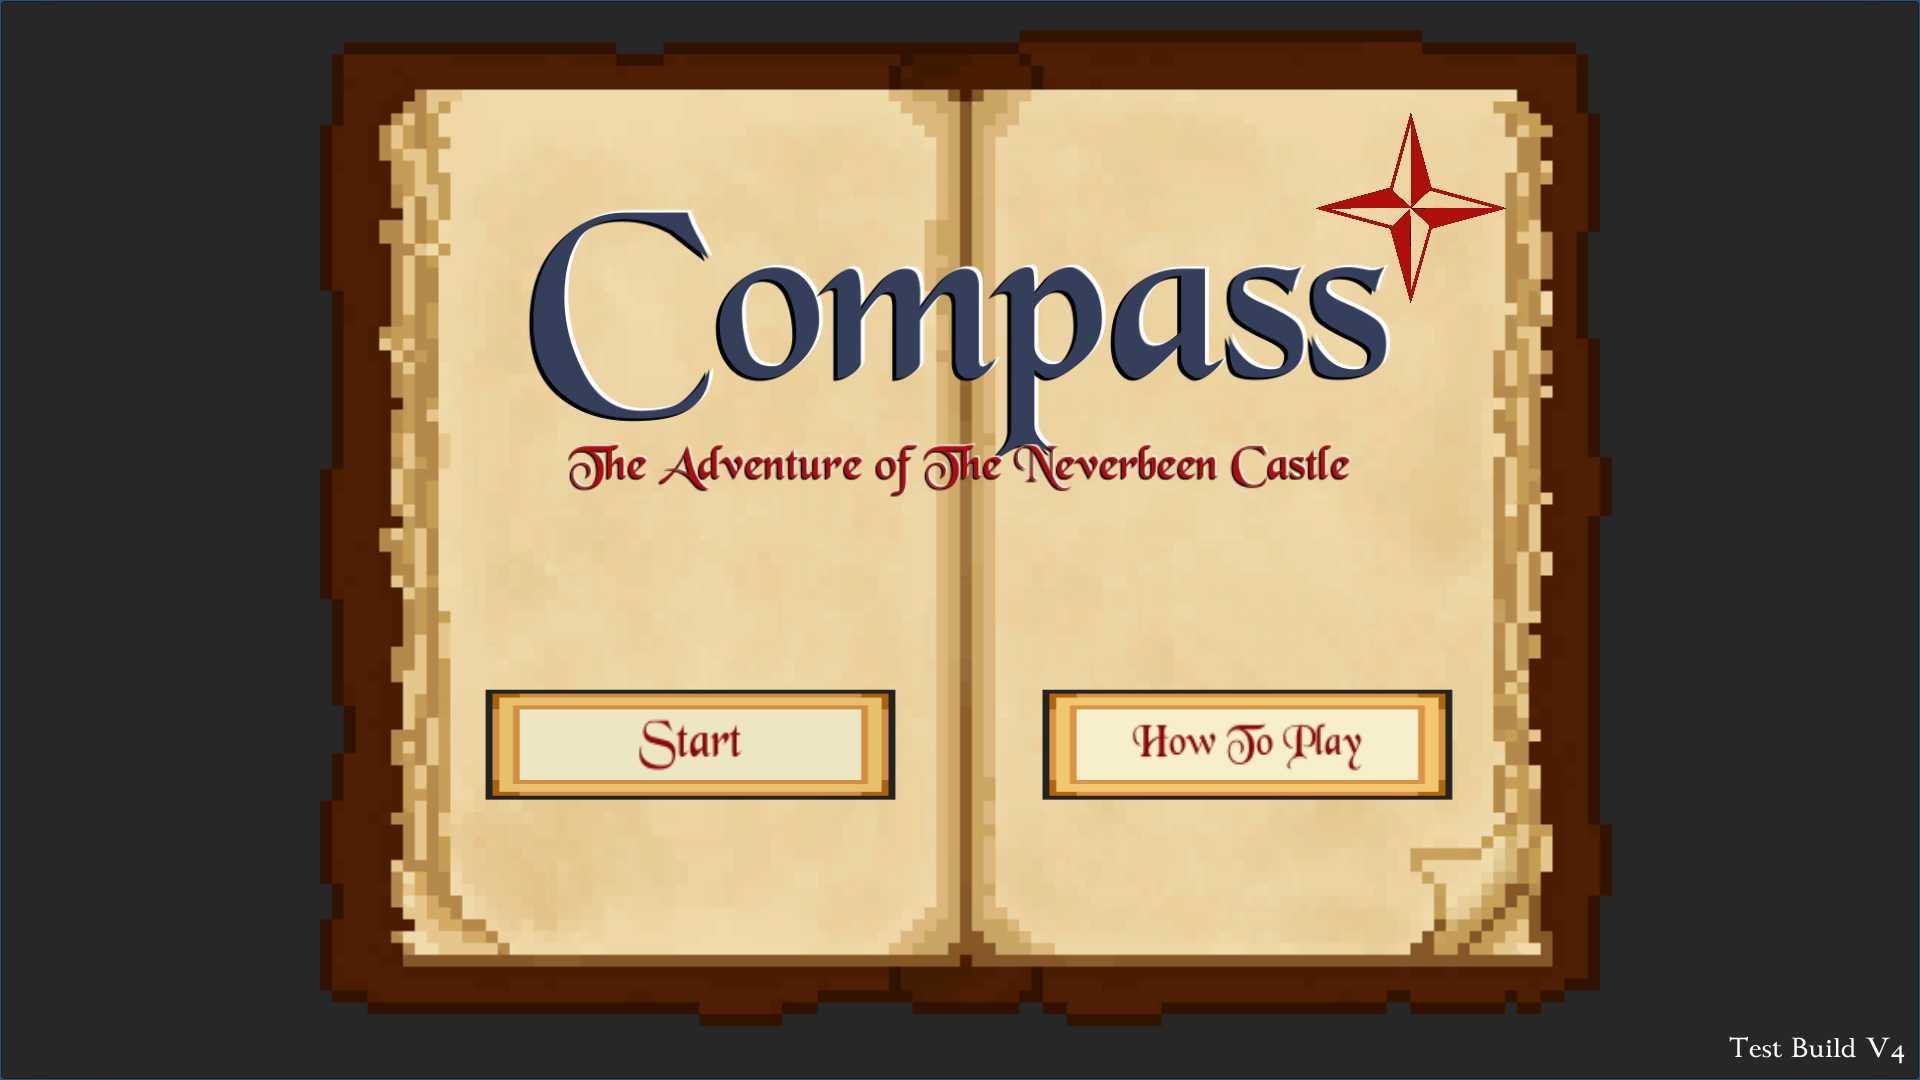 Compass
The Adventure of The Neverbeen Castle
Start
How To Play
Test Build V4